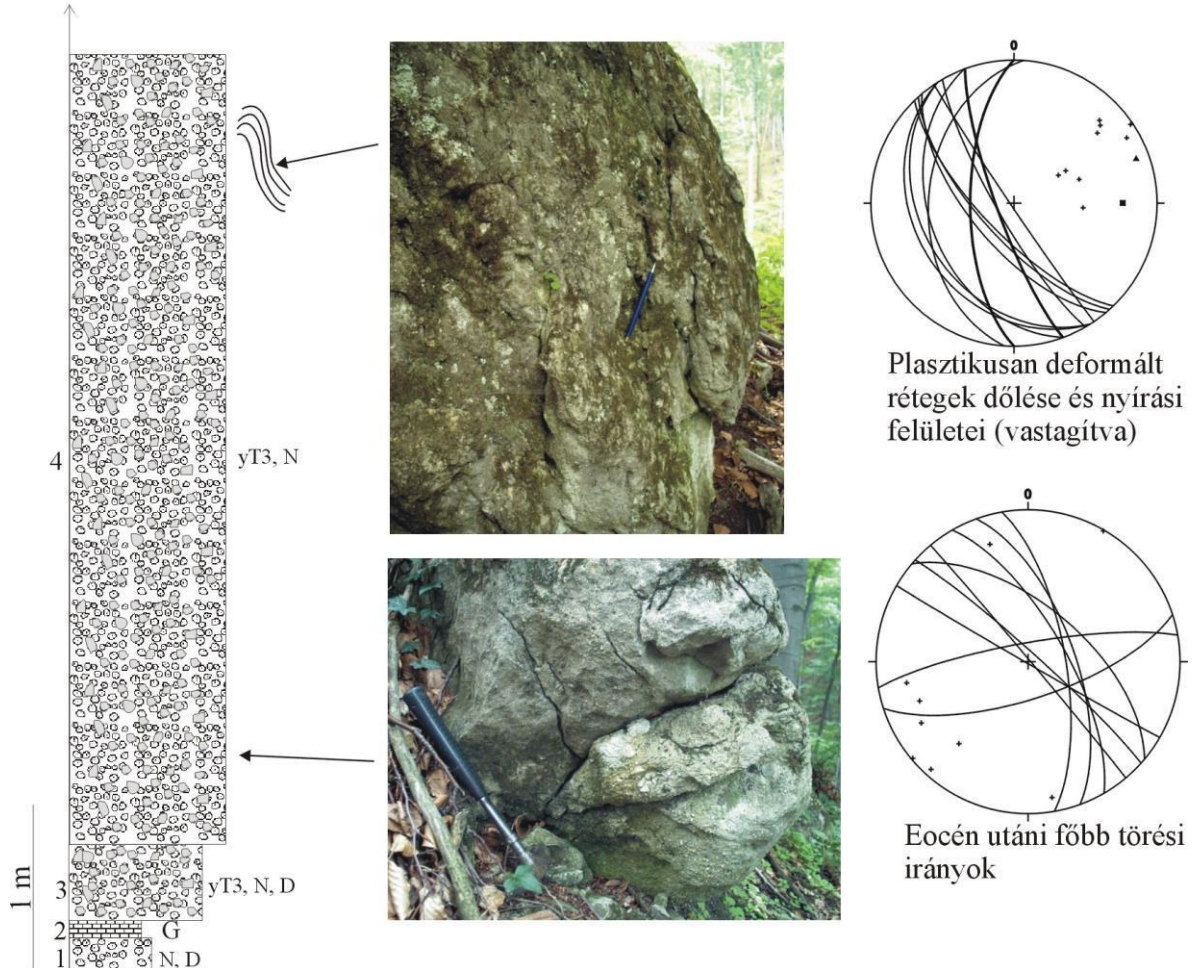 4
yT3, N
3
yT3, N, D
2
G
1
N, D
1 m
0
Plasztikusan deformált
rétegek dőlése és nyírási
felületei (vastagítva)
0
Eocén utáni főbb törési
irányok